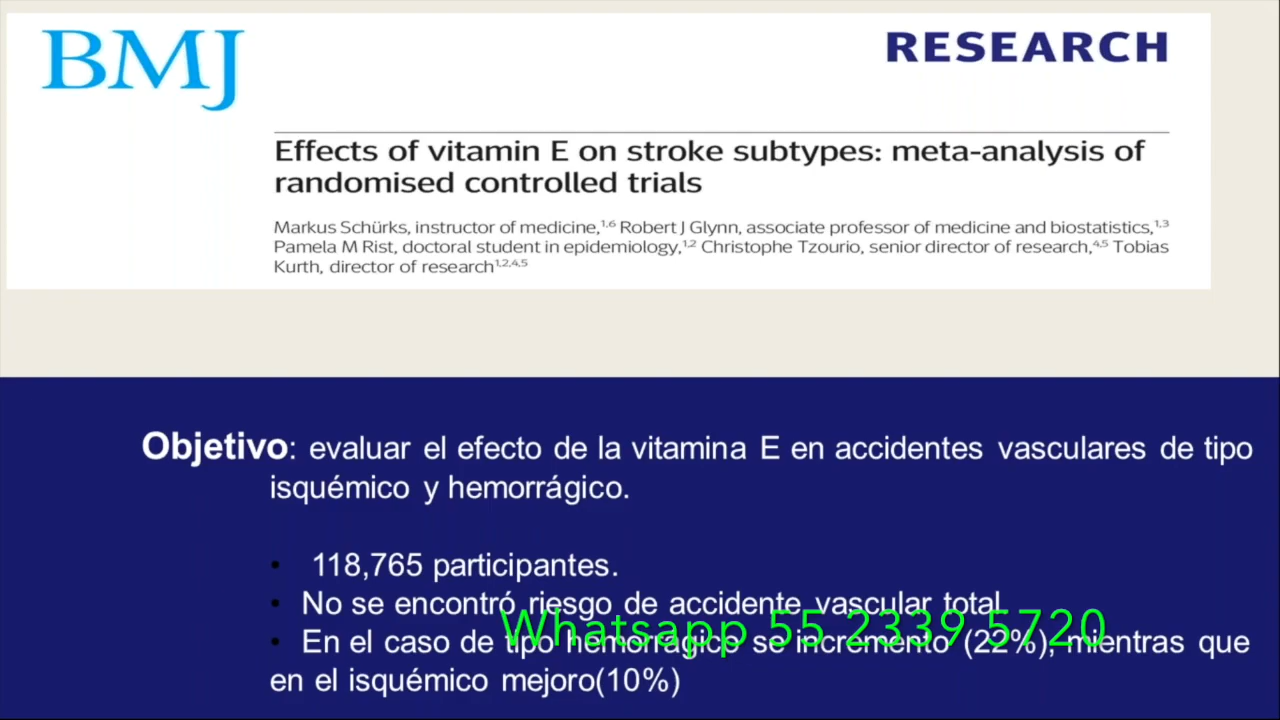 BMJ
RESEARCH
Effects of vitamin E on stroke subtypes: meta-analysis of
randomised controlled trials
Markus Schürks, instructor of medicine,1,6 Robert J Glynn, associate professor of medicine and biostatistics,1,3
Pamela M Rist, doctoral student in epidemiology,1,2 Christophe Tzourio, senior director of research,4,5 Tobias
Kurth, director of research1,2,4,5
Objetivo: evaluar el efecto de la vitamina E en accidentes vasculares de tipo
isquémico y hemorrágico.
• 118,765 participantes.
• No se encontró riesgo de accidente vascular total.
Whatsapp 55 2339 5720
• En el caso de tipo hemorrágico se incremento (22%), mientras que
en el isquémico mejoro(10%)